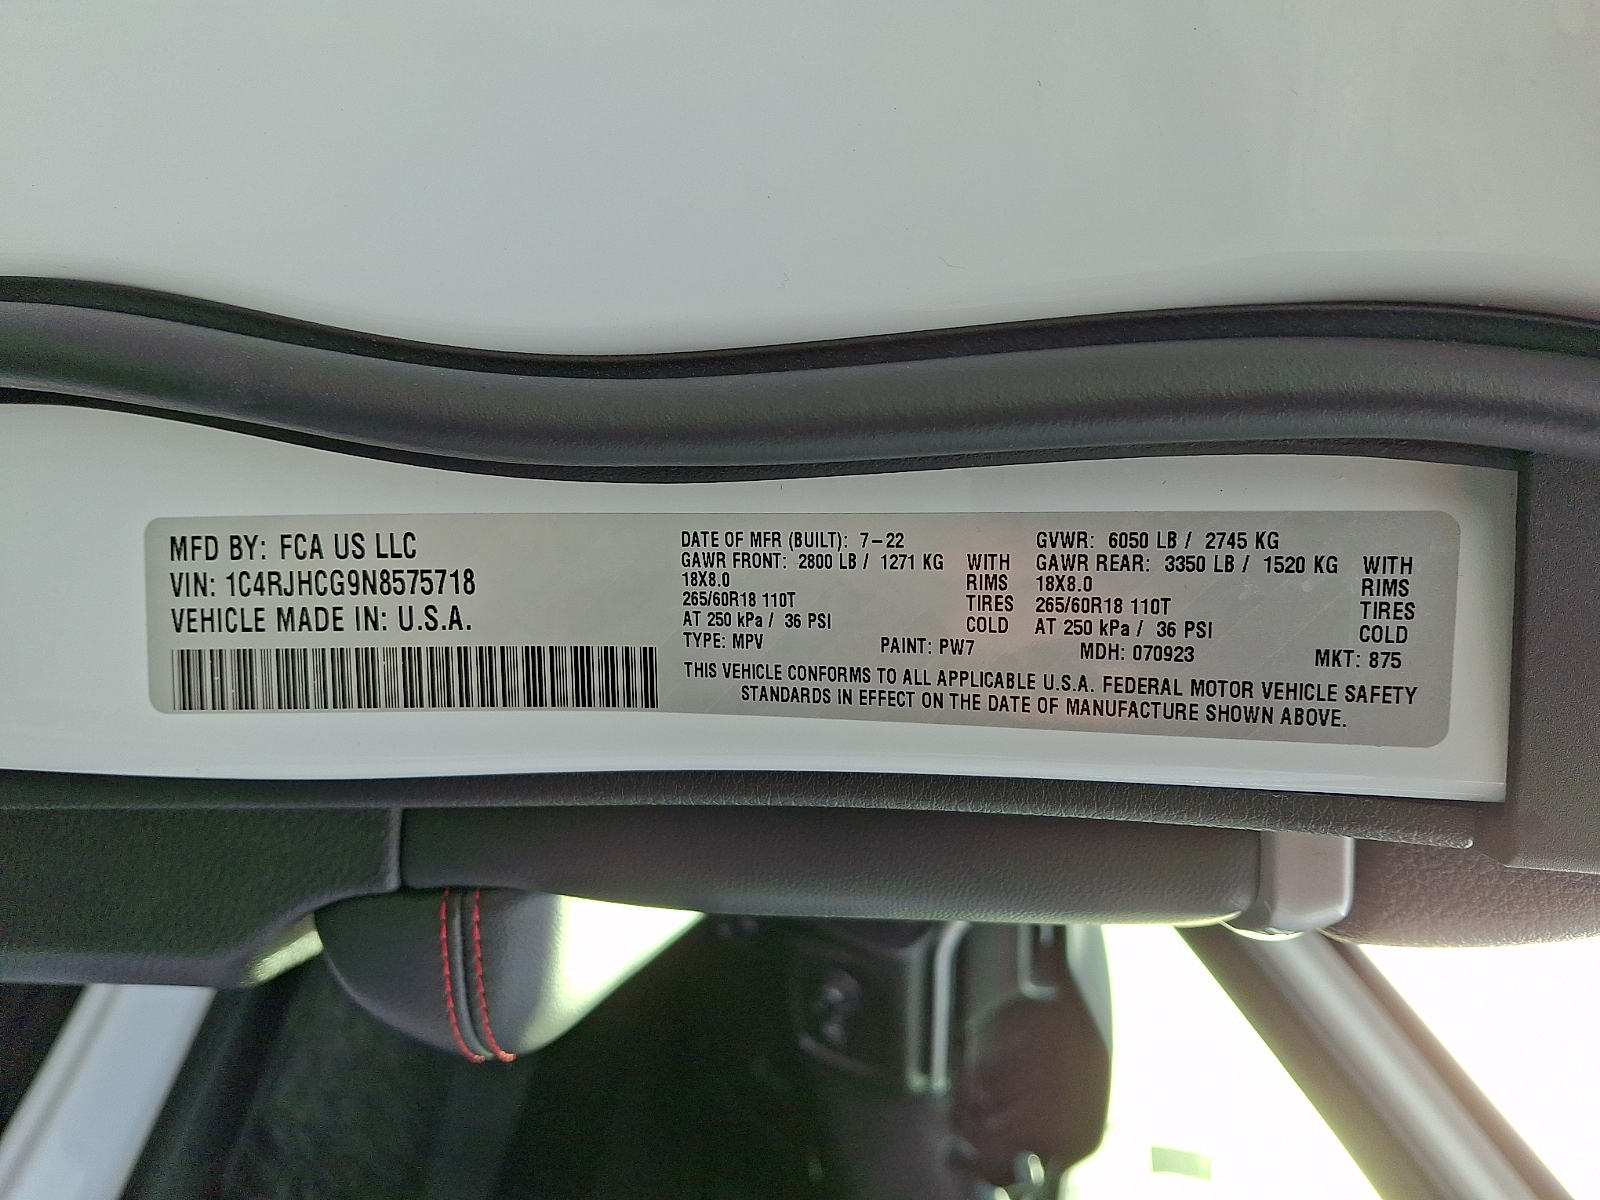 MFD BY: FCA US LLC
VIN: 1C4RJHCG9N8575718
VEHICLE MADE IN: U.S.A.
DATE OF MFR (BUILT): 7-22 GVWR: 6050 LB / 2745 KG
GAWR FRONT: 2800 LB / 1271 KG WITH GAWR REAR: 3350 LB / 1520 KG WITH
18X8.0 RIMS 18X8.0 RIMS
265/60R18 110T TIRES 265/60R18 110T TIRES
AT 250 kPa / 36 PSI COLD AT 250 kPa / 36 PSI COLD
TYPE: MPV PAINT: PW7 MDH: 070923 MKT: 875
THIS VEHICLE CONFORMS TO ALL APPLICABLE U.S.A. FEDERAL MOTOR VEHICLE SAFETY
STANDARDS IN EFFECT ON THE DATE OF MANUFACTURE SHOWN ABOVE.